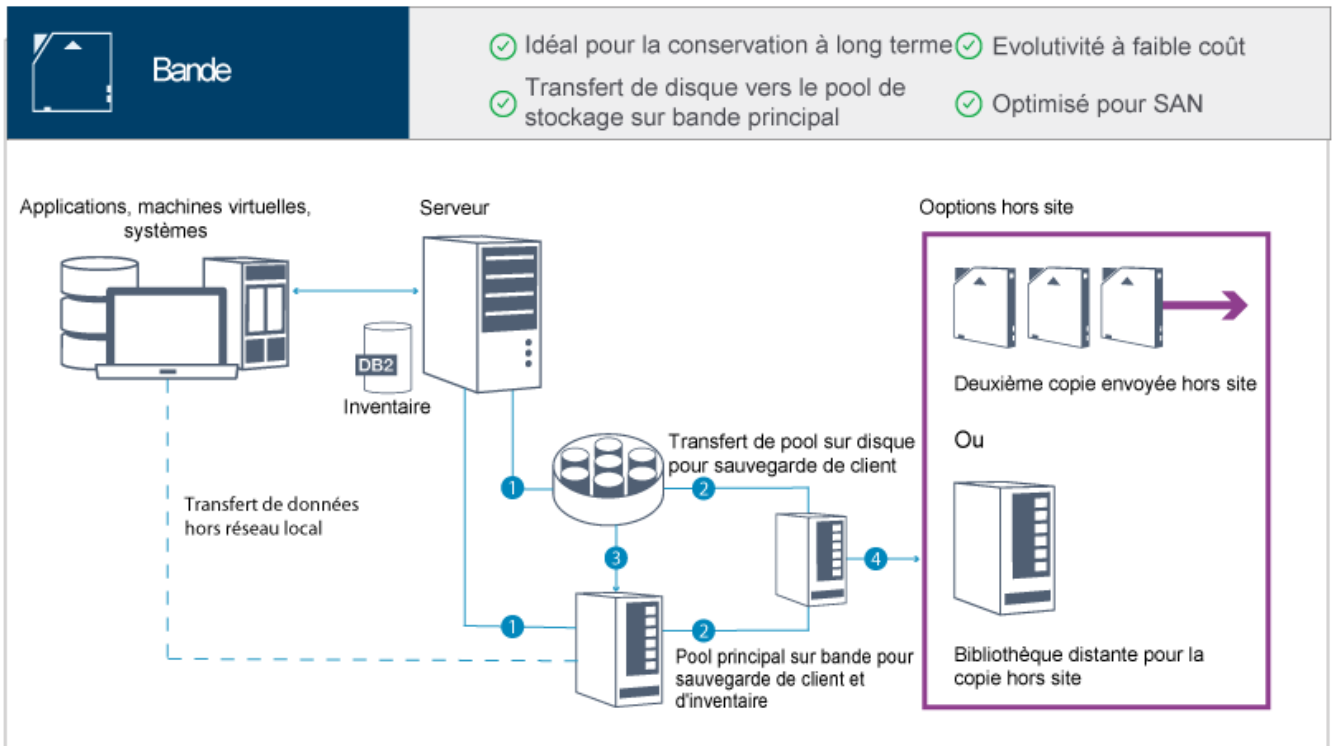 Bande
Idéal pour la conservation à long terme
Evolutivité à faible coût
Transfert de disque vers le pool de
stockage sur bande principal
Optimisé pour SAN
Applications, machines virtuelles,
systèmes
Serveur
Ooptions hors site
DB2
Inventaire
Deuxième copie envoyée hors site
Transfert de pool sur disque
pour sauvegarde de client
Ou
1
2
Transfert de données
hors réseau local
3
4
1
2
Pool principal sur bande pour
sauvegarde de client et
d'inventaire
Bibliothèque distante pour la
copie hors site